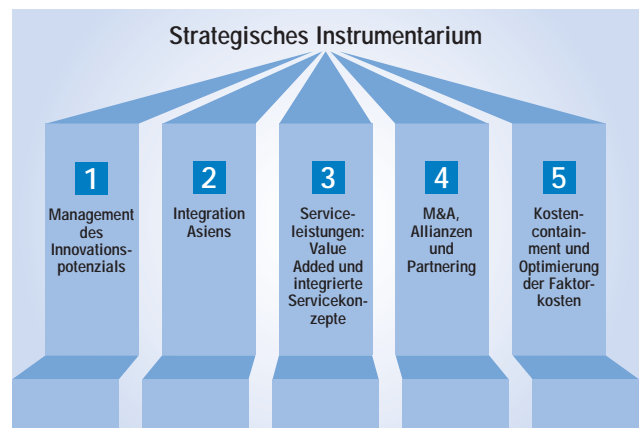 Strategisches Instrumentarium
1
Management
des
Innovations-
potenzials
2
Integration
Asiens
3
Service-
leistungen:
Value
Added und
integrierte
Servicekon-
zepte
4
M&A,
Allianzen
und
Partnering
5
Kosten-
contain-
ment und
Optimierung
der Faktor-
kosten